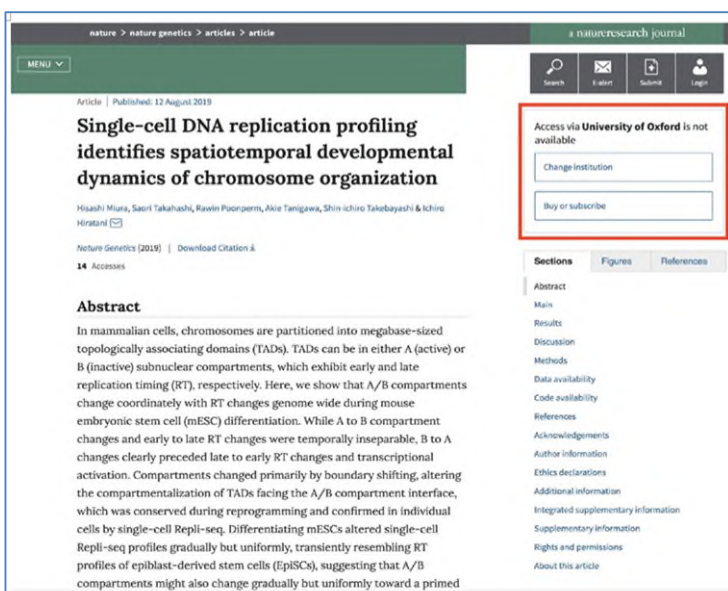 nature > nature genetics > articles > article
a natureresearch journal
MENU
Search
E-alert
Submit
Login
Article | Published: 12 August 2019
Single-cell DNA replication profiling
identifies spatiotemporal developmental
dynamics of chromosome organization
Hisashi Miura, Saori Takahashi, Rawin Poonperm, Akie Tanigawa, Shin-ichiro Takebayashi & Ichiro
Hiratani
Nature Genetics (2019) | Download Citation
14 Accesses
Abstract
In mammalian cells, chromosomes are partitioned into megabase-sized
topologically associating domains (TADs). TADs can be in either A (active) or
B (inactive) subnuclear compartments, which exhibit early and late
replication timing (RT), respectively. Here, we show that A/B compartments
change coordinately with RT changes genome wide during mouse
embryonic stem cell (mESC) differentiation. While A to B compartment
changes and early to late RT changes were temporally inseparable, B to A
changes clearly preceded late to early RT changes and transcriptional
activation. Compartments changed primarily by boundary shifting, altering
the compartmentalization of TADs facing the A/B compartment interface,
which was conserved during reprogramming and confirmed in individual
cells by single-cell Repli-seq. Differentiating mESCs altered single-cell
Repli-seq profiles gradually but uniformly, transiently resembling RT
profiles of epiblast-derived stem cells (EpiSCs), suggesting that A/B
compartments might also change gradually but uniformly toward a primed
Access via University of Oxford is not
available
Change institution
Buy or subscribe
Sections
Figures
References
Abstract
Main
Results
Discussion
Methods
Data availability
Code availability
References
Acknowledgements
Author information
Ethics declarations
Additional information
Integrated supplementary information
Supplementary information
Rights and permissions
About this article